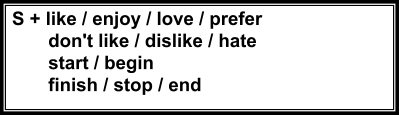 S + like / enjoy / love / prefer
don't like / dislike / hate
start / begin
finish / stop / end